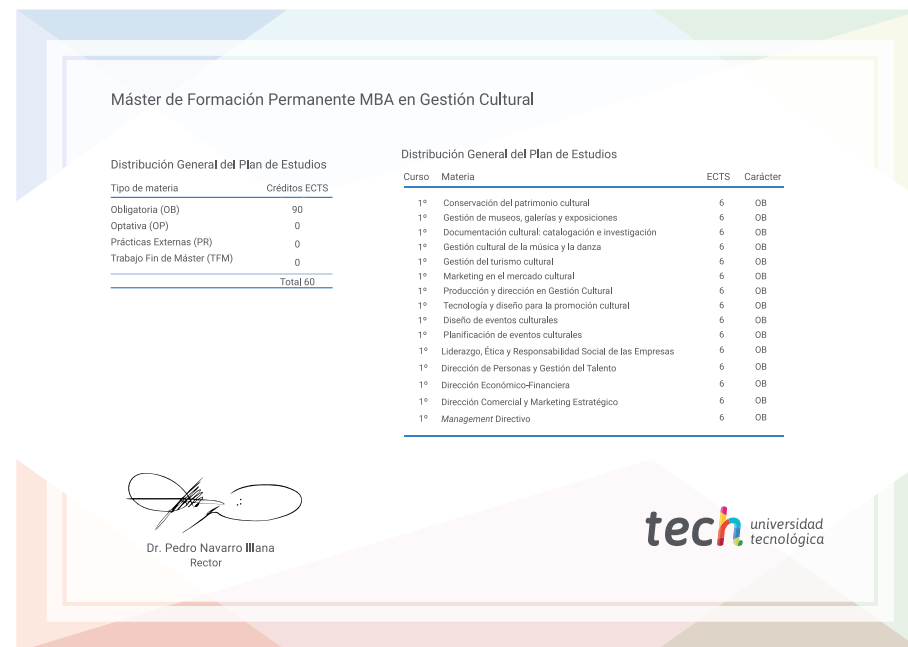 Máster de Formación Permanente MBA en Gestión Cultural
Distribución General del Plan de Estudios
Tipo de materia Créditos ECTS
Obligatoria (OB) 90
Optativa (OP) 0
Prácticas Externas (PR) 0
Trabajo Fin de Máster (TFM) 0
Total 60
Distribución General del Plan de Estudios
Curso Materia ECTS Carácter
1º Conservación del patrimonio cultural 6 OB
1º Gestión de museos, galerías y exposiciones 6 OB
1º Documentación cultural: catalogación e investigación 6 OB
1º Gestión cultural de la música y la danza 6 OB
1º Gestión del turismo cultural 6 OB
1º Marketing en el mercado cultural 6 OB
1º Producción y dirección en Gestión Cultural 6 OB
1º Tecnología y diseño para la promoción cultural 6 OB
1º Diseño de eventos culturales 6 OB
1º Planificación de eventos culturales 6 OB
1º Liderazgo, Ética y Responsabilidad Social de las Empresas 6 OB
1º Dirección de Personas y Gestión del Talento 6 OB
1º Dirección Económico-Financiera 6 OB
1º Dirección Comercial y Marketing Estratégico 6 OB
1º Management Directivo 6 OB
Dr. Pedro Navarro Illana
Rector
tech universidad
tecnológica